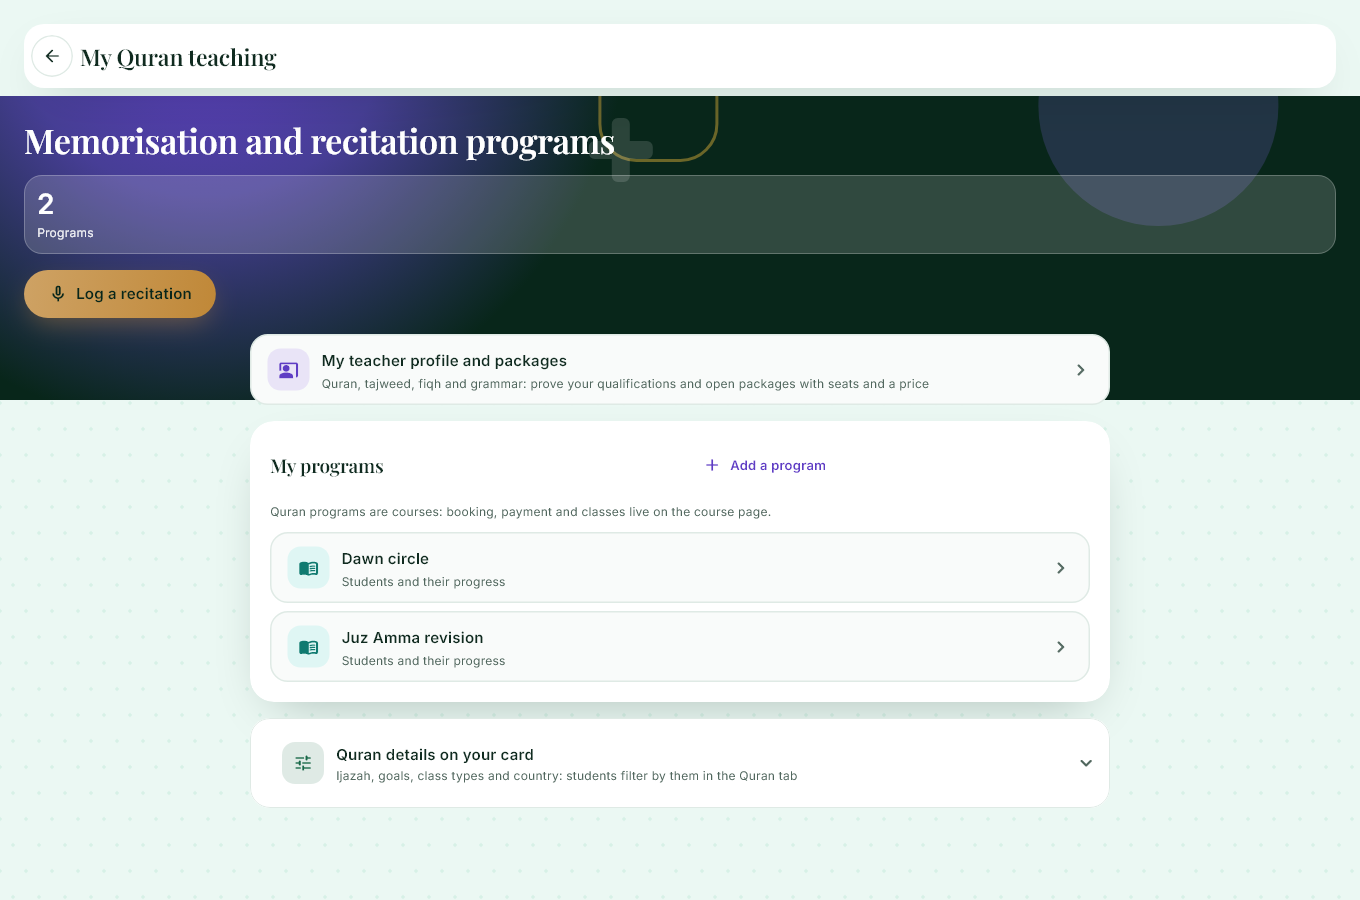 My Quran teaching
Memorisation and recitation programs
2
Programs
Log a recitation
My teacher profile and packages
Quran, tajweed, fiqh and grammar: prove your qualifications and open packages with seats and a price
My programs
Add a program
Quran programs are courses: booking, payment and classes live on the course page.
Dawn circle
Students and their progress
Juz Amma revision
Students and their progress
Quran details on your card
Ijazah, goals, class types and country: students filter by them in the Quran tab